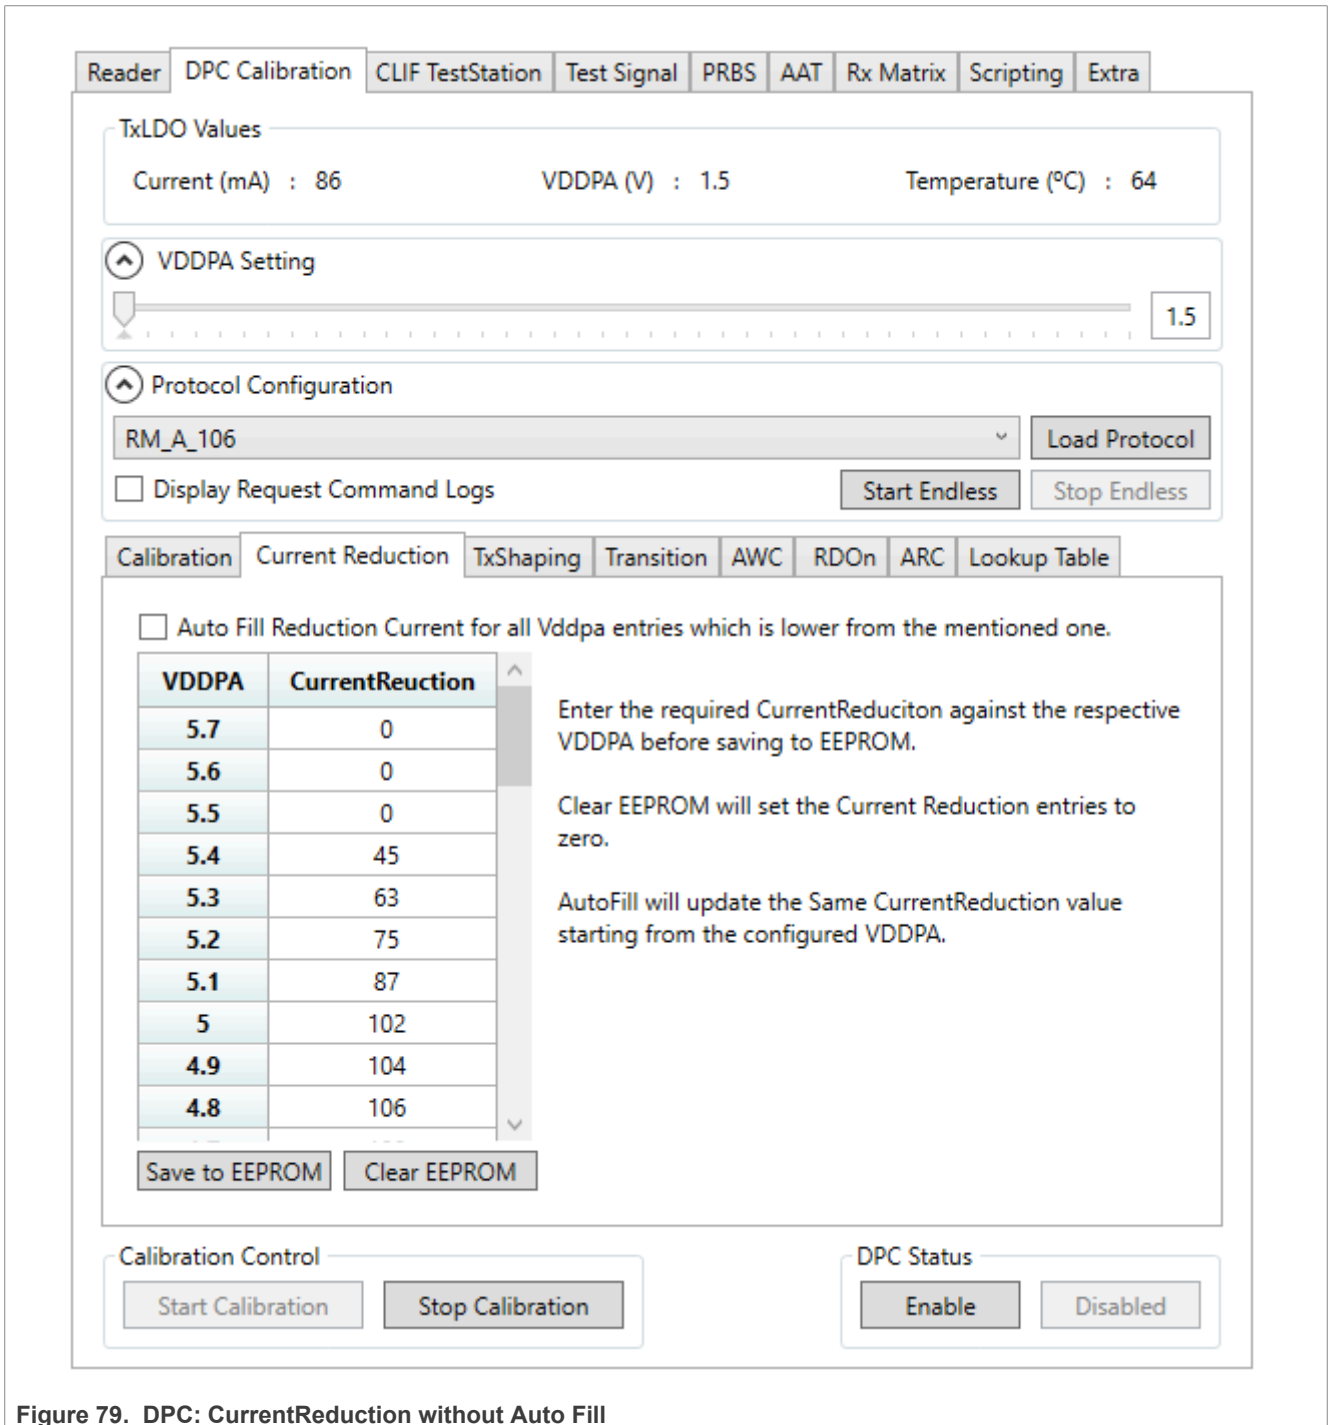 Reader DPC Calibration CLIF TestStation Test Signal PRBS AAT Rx Matrix Scripting Extra
TxLDO Values
Current (mA) : 86 VDDPA (V) : 1.5 Temperature (ºC) : 64
VDDPA Setting
1.5
Protocol Configuration
RM_A_106 Load Protocol
Display Request Command Logs Start Endless Stop Endless
Calibration Current Reduction TxShaping Transition AWC RDOn ARC Lookup Table
Auto Fill Reduction Current for all Vddpa entries which is lower from the mentioned one.
VDDPA CurrentReuction
5.7 0
5.6 0
5.5 0
5.4 45
5.3 63
5.2 75
5.1 87
5 102
4.9 104
4.8 106
Enter the required CurrentReduciton against the respective
VDDPA before saving to EEPROM.
Clear EEPROM will set the Current Reduction entries to
zero.
AutoFill will update the Same CurrentReduction value
starting from the configured VDDPA.
Save to EEPROM Clear EEPROM
Calibration Control DPC Status
Start Calibration Stop Calibration Enable Disabled
Figure 79. DPC: CurrentReduction without Auto Fill